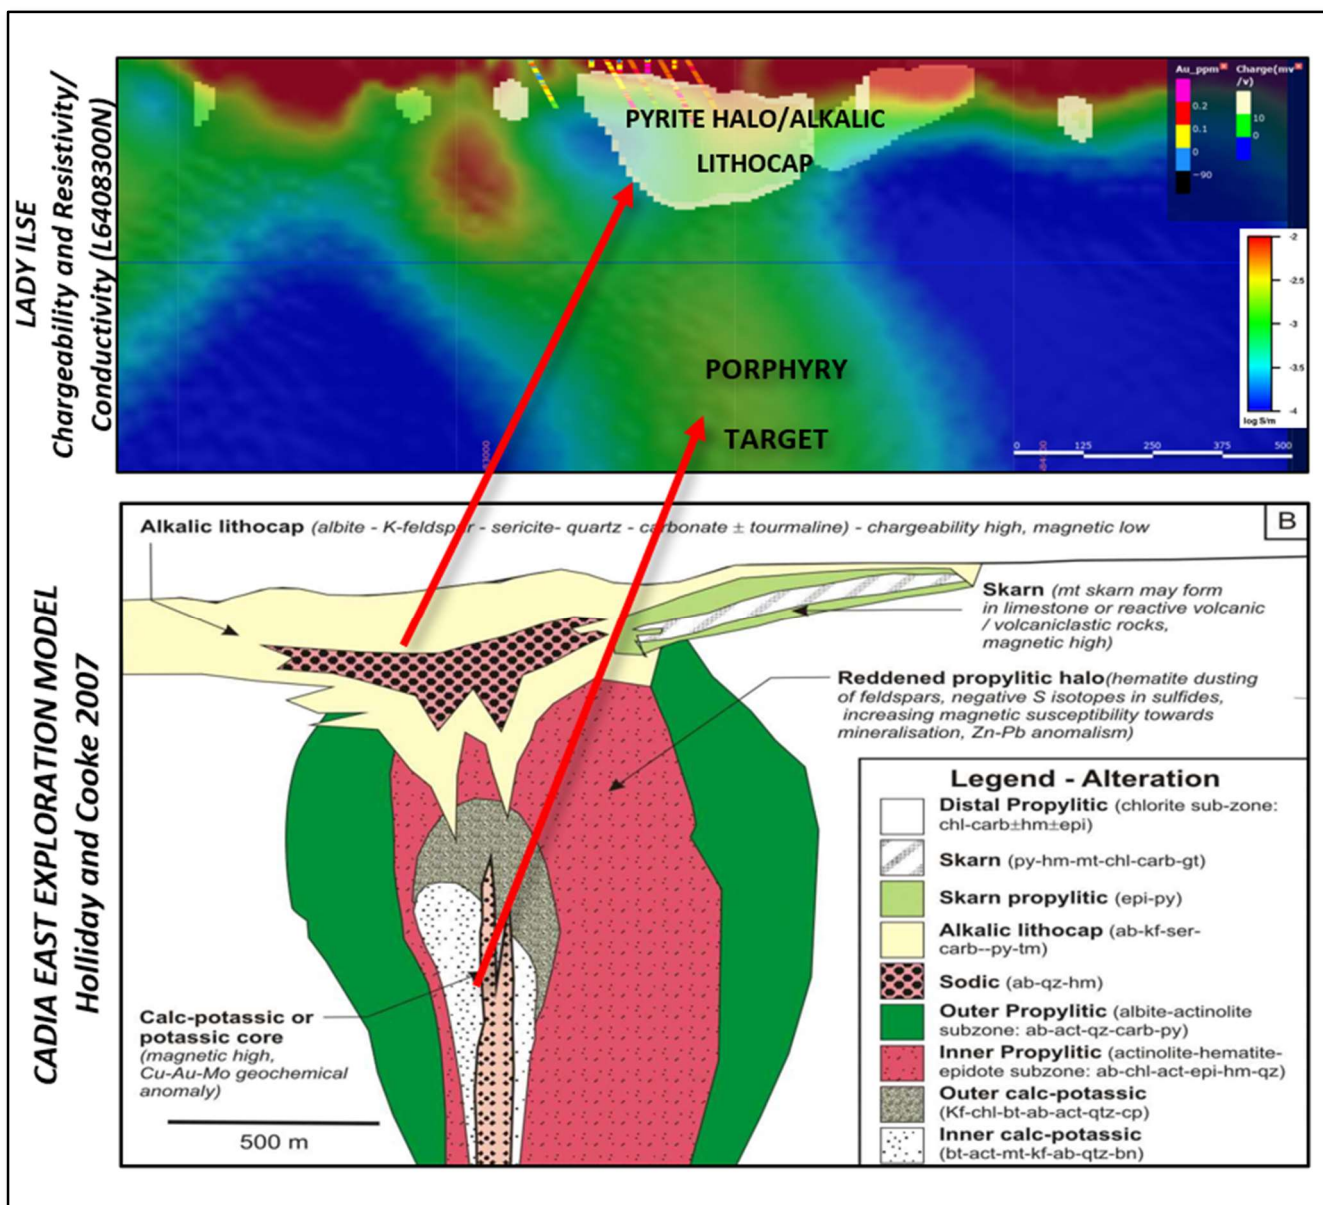 LADY ILSE
Chargeability and Resistivity/
Conductivity (L6408300N)
PYRITE HALO/ALKALIC
LITHOCAP
PORPHYRY
TARGET
Au_ppm
0.2
0.1
0
-90
Charge(mv
/v)
10
0
-2
-2.5
-3
-3.5
-4
log S/m
0
125
250
375
500
CADIA EAST EXPLORATION MODEL
Holliday and Cooke 2007
B
Alkalic lithocap (albite - K-feldspar - sericite- quartz - carbonate ± tourmaline) - chargeability high, magnetic low
Skarn (mt skarn may form
in limestone or reactive volcanic
/ volcaniclastic rocks,
magnetic high)
Reddened propylitic halo(hematite dusting
of feldspars, negative S isotopes in sulfides,
increasing magnetic susceptibility towards
mineralisation, Zn-Pb anomalism)
Calc-potassic or
potassic core
(magnetic high,
Cu-Au-Mo geochemical
anomaly)
500 m
Legend - Alteration
Distal Propylitic (chlorite sub-zone:
chl-carb±hm±epi)
Skarn (py-hm-mt-chl-carb-gt)
Skarn propylitic (epi-py)
Alkalic lithocap (ab-kf-ser-
carb--py-tm)
Sodic (ab-qz-hm)
Outer Propylitic (albite-actinolite
subzone: ab-act-qz-carb-py)
Inner Propylitic (actinolite-hematite-
epidote subzone: ab-chl-act-epi-hm-qz)
Outer calc-potassic
(Kf-chl-bt-ab-act-qtz-cp)
Inner calc-potassic
(bt-act-mt-kf-ab-qtz-bn)